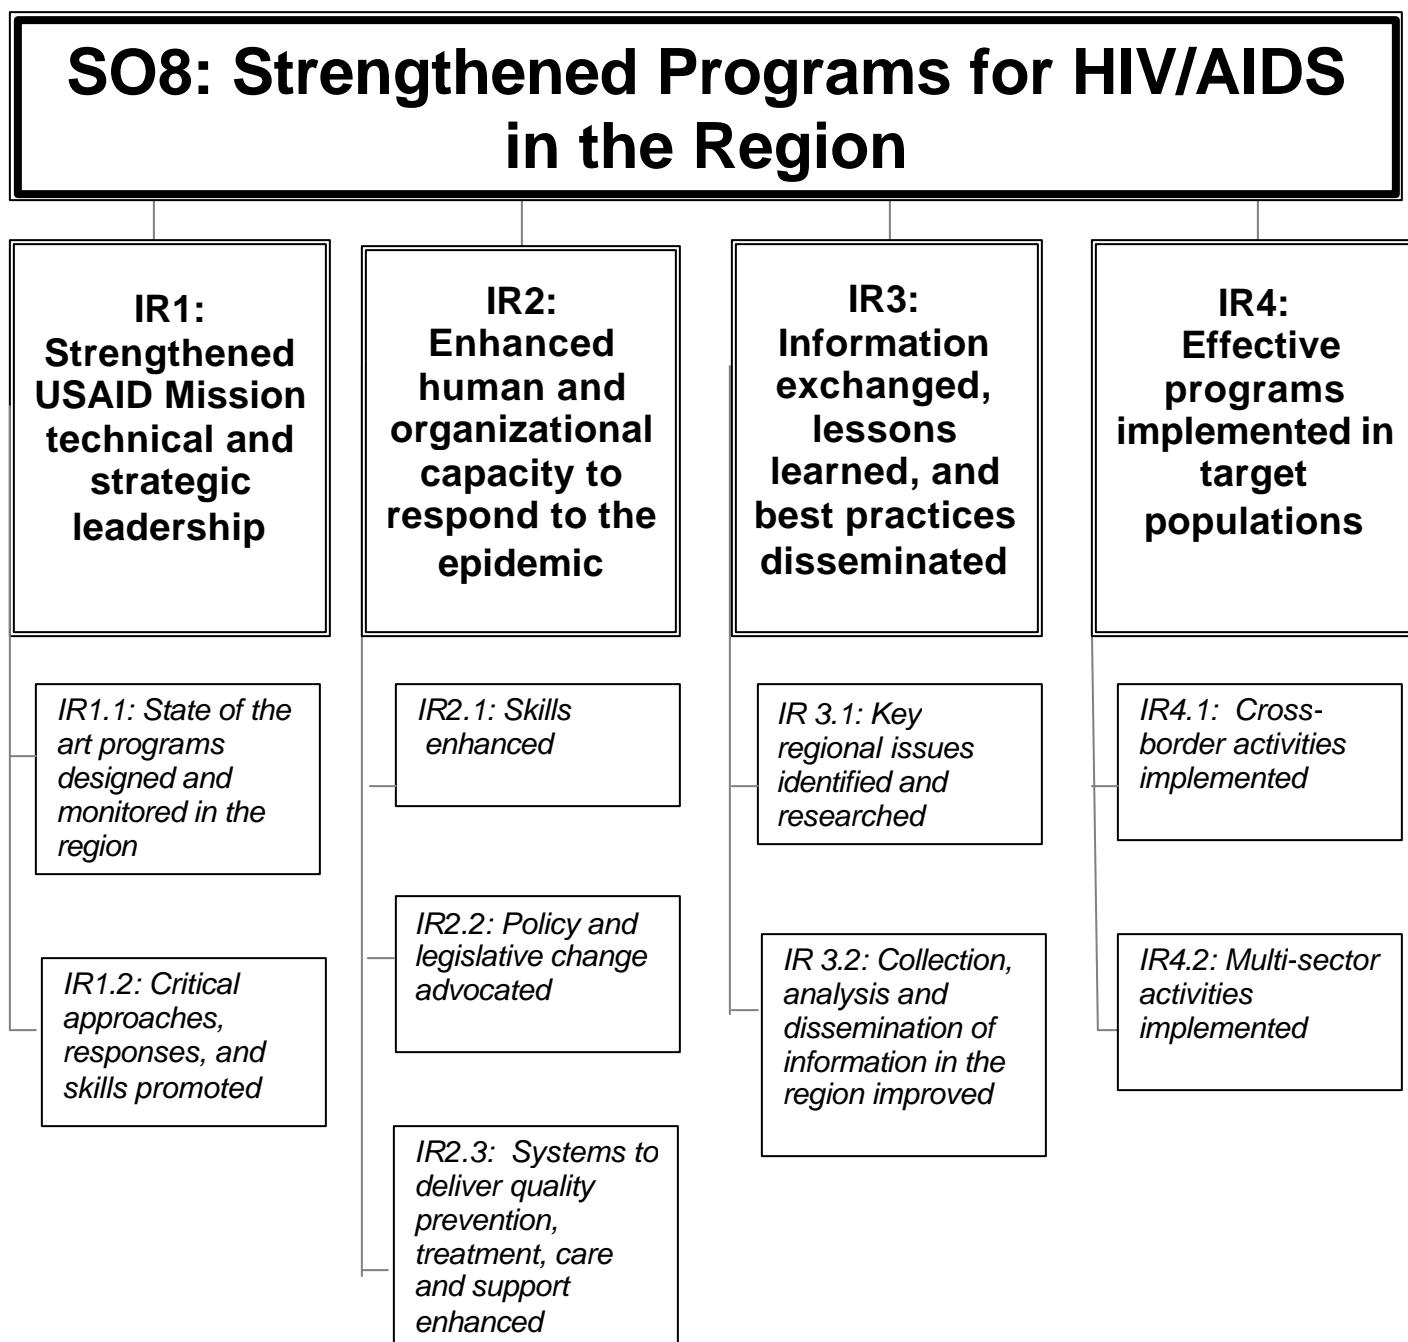 SO8: Strengthened Programs for HIV/AIDS
in the Region
IR1:
Strengthened
USAID Mission
technical and
strategic
leadership
IR2:
Enhanced
human and
organizational
capacity to
respond to the
epidemic
IR3:
Information
exchanged,
lessons
learned, and
best practices
disseminated
IR4:
Effective
programs
implemented in
target
populations
IR1.1: State of the
art programs
designed and
monitored in the
region
IR1.2: Critical
approaches,
responses, and
skills promoted
IR2.1: Skills
enhanced
IR2.2: Policy and
legislative change
advocated
IR2.3: Systems to
deliver quality
prevention,
treatment, care
and support
enhanced
IR 3.1: Key
regional issues
identified and
researched
IR 3.2: Collection,
analysis and
dissemination of
information in the
region improved
IR4.1: Cross-
border activities
implemented
IR4.2: Multi-sector
activities
implemented